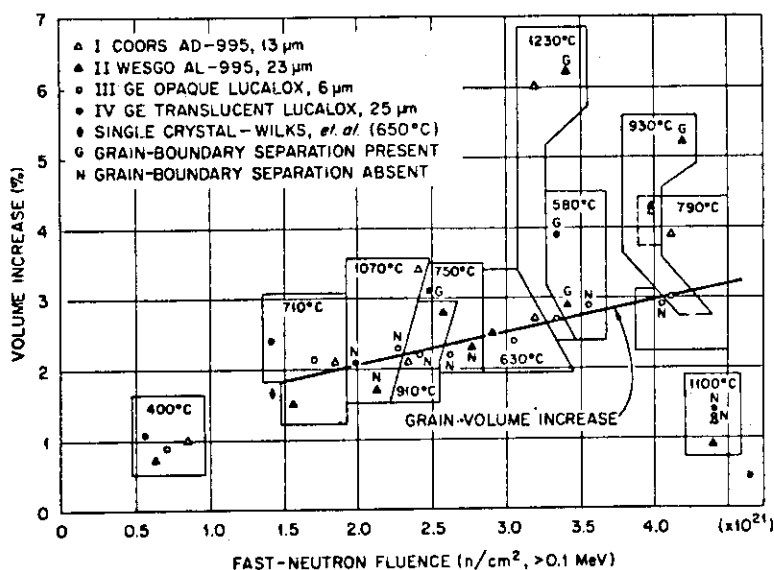 7
6
5
4
3
2
1
0
VOLUME INCREASE (%)
△ I COORS AD-995, 13 μm
▲ II WESGO AL-995, 23 μm
○ III GE OPAQUE LUCALOX, 6 μm
● IV GE TRANSLUCENT LUCALOX, 25 μm
SINGLE CRYSTAL-WILKS, et. al. (650°C)
G GRAIN-BOUNDARY SEPARATION PRESENT
N GRAIN-BOUNDARY SEPARATION ABSENT
1230°C
G
930°C
G
580°C
G
790°C
1070°C
750°C
G
710°C
G
N
N
N
N
N
N
N
N
910°C
630°C
400°C
GRAIN-VOLUME INCREASE
1100°C
N
N
0
0.5
1.0
1.5
2.0
2.5
3.0
3.5
4.0
(×10²¹)
FAST-NEUTRON FLUENCE (n/cm², >0.1 MeV)